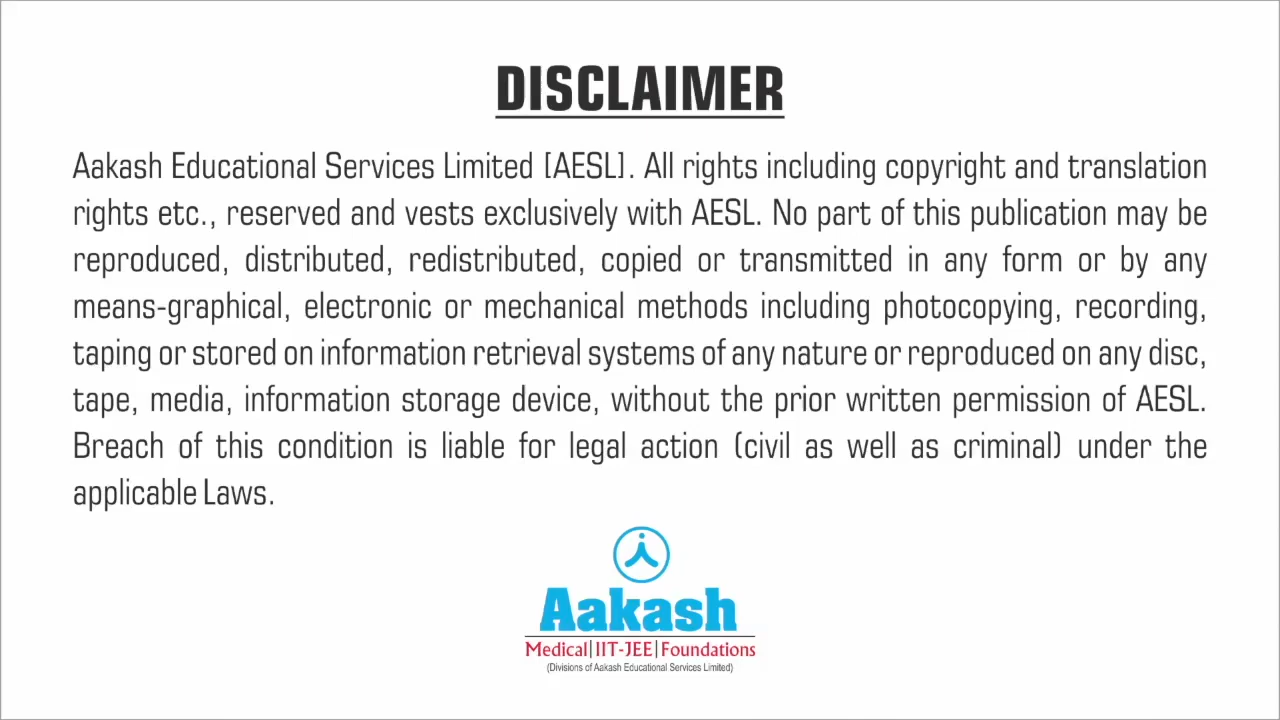 DISCLAIMER
Aakash Educational Services Limited [AESL]. All rights including copyright and translation
rights etc., reserved and vests exclusively with AESL. No part of this publication may be
reproduced, distributed, redistributed, copied or transmitted in any form or by any
means-graphical, electronic or mechanical methods including photocopying, recording,
taping or stored on information retrieval systems of any nature or reproduced on any disc,
tape, media, information storage device, without the prior written permission of AESL.
Breach of this condition is liable for legal action (civil as well as criminal) under the
applicable Laws.
Aakash
Medical|IIT-JEE|Foundations
(Divisions of Aakash Educational Services Limited)